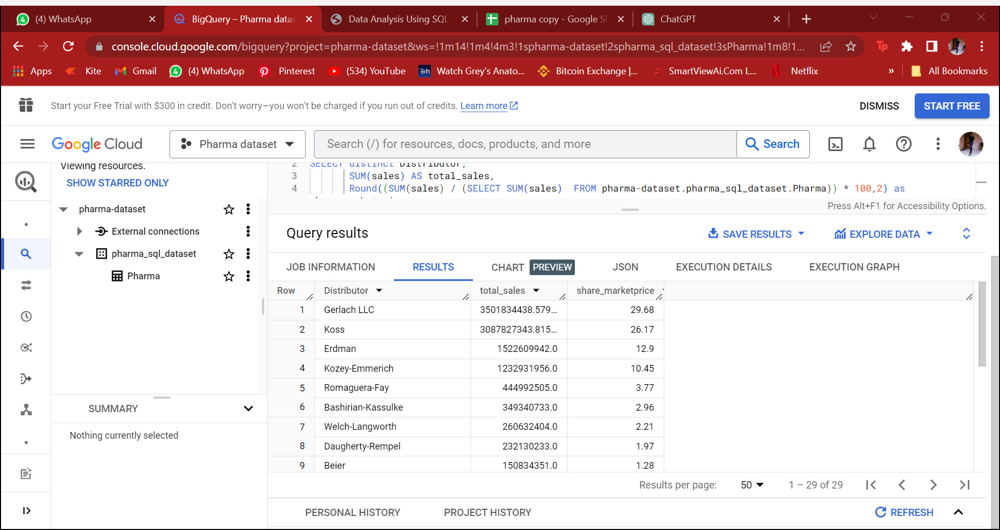 (4) WhatsApp
BigQuery – Pharma datas
Data Analysis Using SQL
pharma copy - Google Sh
ChatGPT
console.cloud.google.com/bigquery?project=pharma-dataset&ws=!1m14!1m4!4m3!1spharma-dataset!2spharma_sql_dataset!3sPharma!1m8!1...
Apps
Kite
Gmail
(4) WhatsApp
Pinterest
(534) YouTube
Watch Grey's Anato...
Bitcoin Exchange |...
SmartViewAi.Com L...
Netflix
»
All Bookmarks
Start your Free Trial with $300 in credit. Don't worry—you won't be charged if you run out of credits. Learn more
DISMISS
START FREE
Google Cloud
Pharma dataset
Search (/) for resources, docs, products, and more
Search
Viewing resources.
SHOW STARRED ONLY
pharma-dataset
External connections
pharma_sql_dataset
Pharma
SUMMARY
Nothing currently selected
2 SELECT distinct Distributor,
3 SUM(sales) AS total_sales,
4 Round((SUM(sales) / (SELECT SUM(sales) FROM pharma-dataset.pharma_sql_dataset.Pharma)) * 100,2) as
Press Alt+F1 for Accessibility Options.
Query results
SAVE RESULTS
EXPLORE DATA
JOB INFORMATION RESULTS CHART PREVIEW JSON EXECUTION DETAILS EXECUTION GRAPH
Row Distributor total_sales share_marketprice
1 Gerlach LLC 3501834438.579... 29.68
2 Koss 3087827343.815... 26.17
3 Erdman 1522609942.0 12.9
4 Kozey-Emmerich 1232931956.0 10.45
5 Romaguera-Fay 444992505.0 3.77
6 Bashirian-Kassulke 349340733.0 2.96
7 Welch-Langworth 260632404.0 2.21
8 Daugherty-Rempel 232130233.0 1.97
9 Beier 150834351.0 1.28
Results per page: 50 1 – 29 of 29
PERSONAL HISTORY PROJECT HISTORY REFRESH